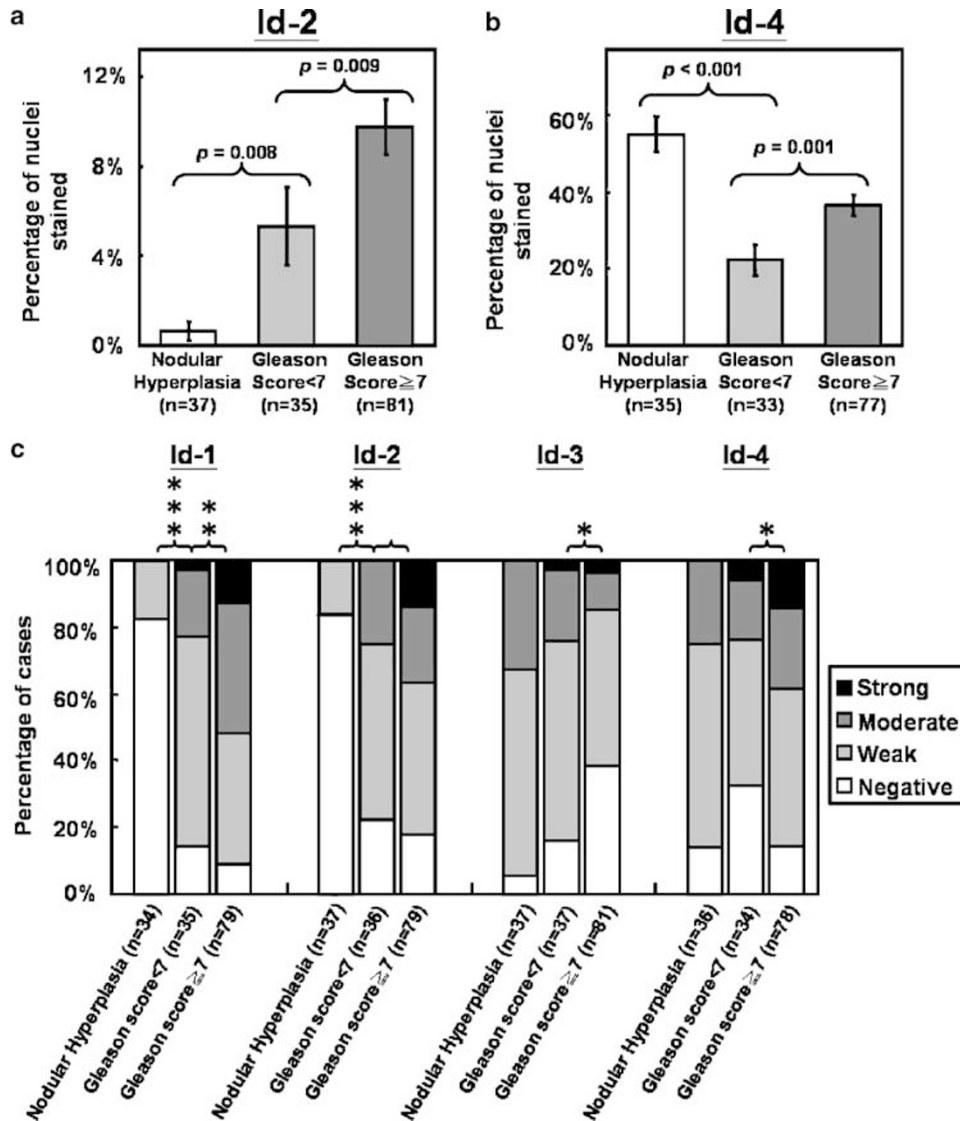 a
Id-2
Percentage of nuclei
stained
12%
8%
4%
0%
p = 0.009
p = 0.008
Nodular
Hyperplasia
(n=37)
Gleason
Score<7
(n=35)
Gleason
Score≧7
(n=81)
b
Id-4
Percentage of nuclei
stained
60%
40%
20%
0%
p < 0.001
p = 0.001
Nodular
Hyperplasia
(n=35)
Gleason
Score<7
(n=33)
Gleason
Score≧7
(n=77)
c
Id-1
Id-2
Id-3
Id-4
***
**
***
*
*
Percentage of cases
100%
80%
60%
40%
20%
0%
Strong
Moderate
Weak
Negative
Nodular Hyperplasia (n=34)
Gleason score<7 (n=35)
Gleason score≧7 (n=79)
Nodular Hyperplasia (n=37)
Gleason score<7 (n=36)
Gleason score≧7 (n=79)
Nodular Hyperplasia (n=37)
Gleason score<7 (n=37)
Gleason score≧7 (n=81)
Nodular Hyperplasia (n=36)
Gleason score<7 (n=34)
Gleason score≧7 (n=78)